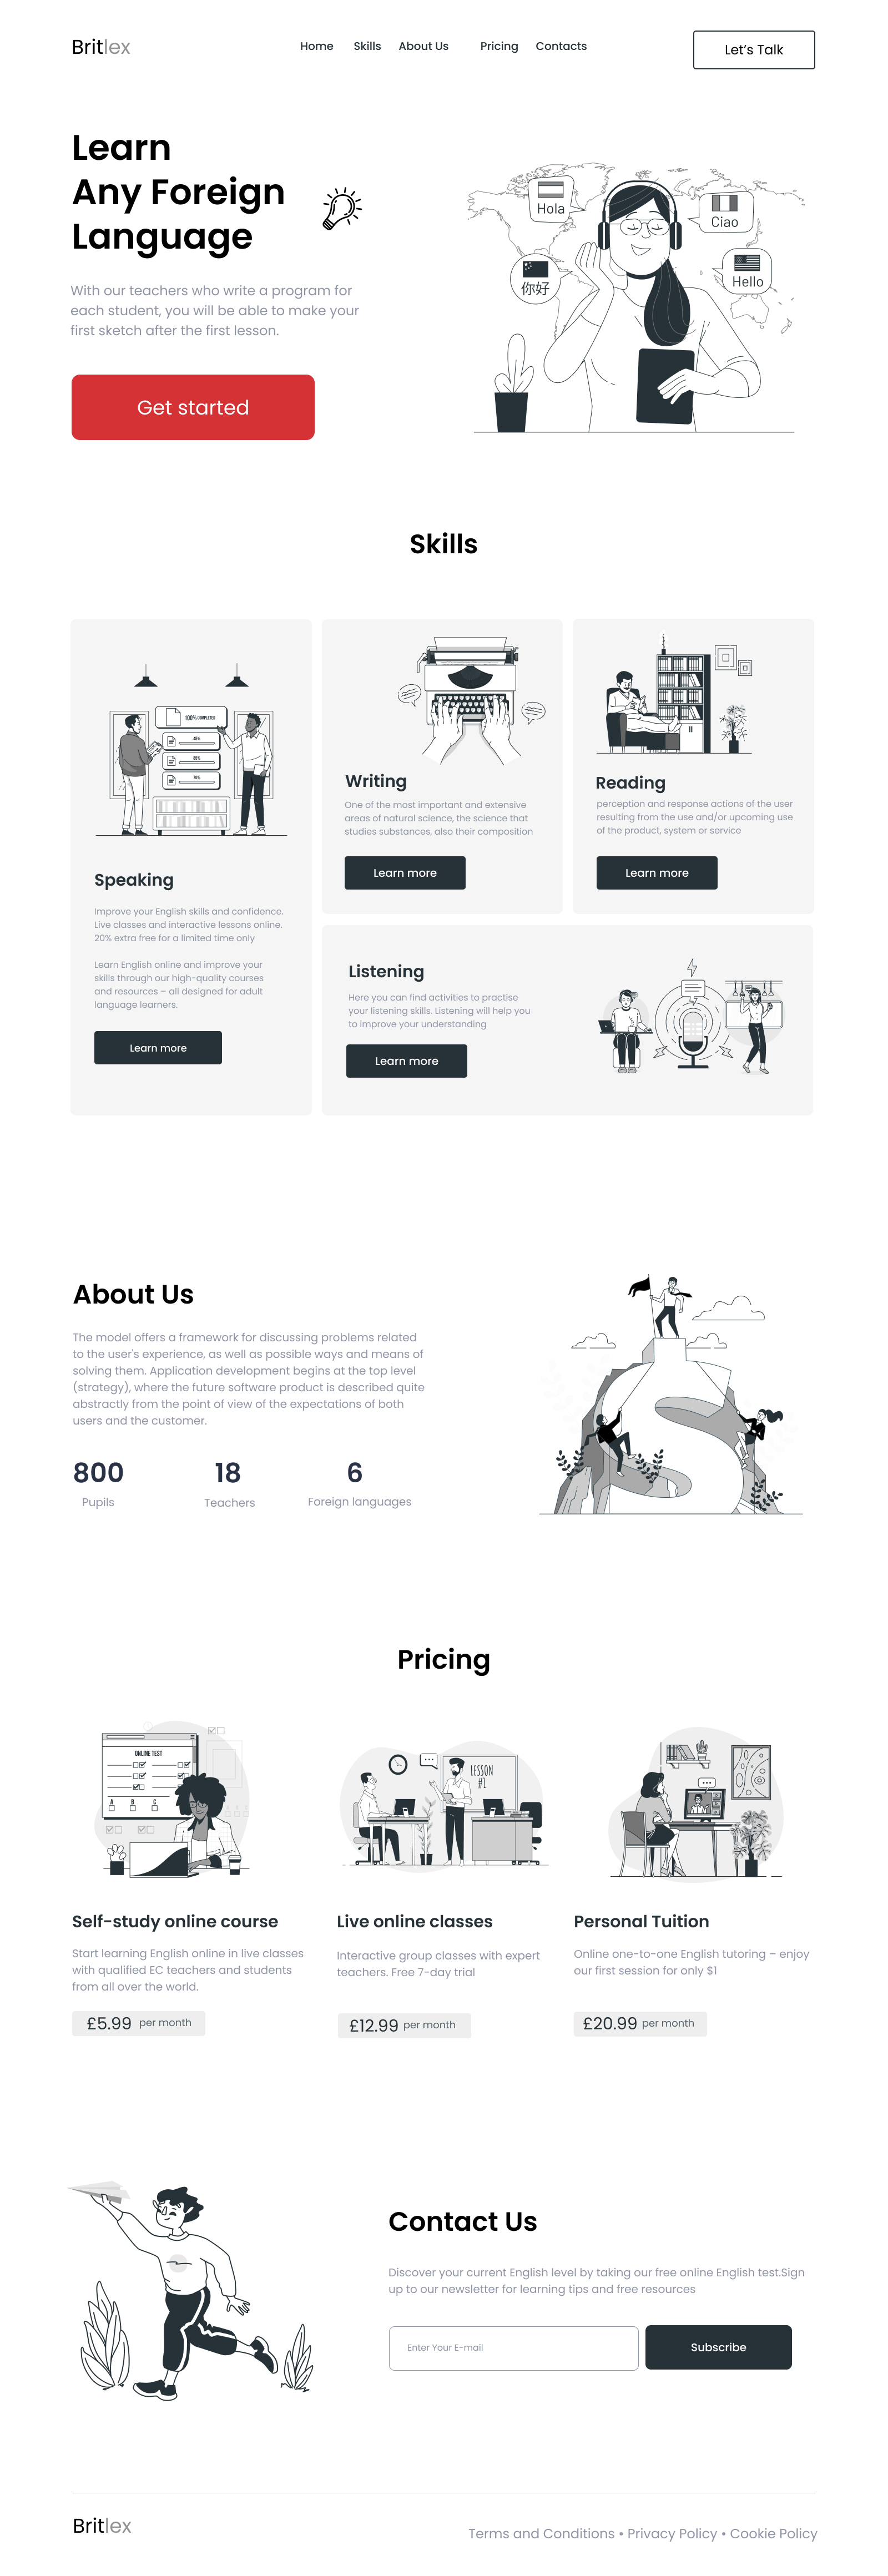 Britlex
Home Skills About Us Pricing Contacts
Let's Talk
Learn
Any Foreign
Language
With our teachers who write a program for
each student, you will be able to make your
first sketch after the first lesson.
Get started
Hola
Ciao
你好
Hello
Skills
100% COMPLETED
45%
85%
70%
Speaking
Improve your English skills and confidence.
Live classes and interactive lessons online.
20% extra free for a limited time only
Learn English online and improve your
skills through our high-quality courses
and resources – all designed for adult
language learners.
Learn more
Writing
One of the most important and extensive
areas of natural science, the science that
studies substances, also their composition
Learn more
Reading
perception and response actions of the user
resulting from the use and/or upcoming use
of the product, system or service
Learn more
Listening
Here you can find activities to practise
your listening skills. Listening will help you
to improve your understanding
Learn more
About Us
The model offers a framework for discussing problems related
to the user's experience, as well as possible ways and means of
solving them. Application development begins at the top level
(strategy), where the future software product is described quite
abstractly from the point of view of the expectations of both
users and the customer.
800 18 6
Pupils Teachers Foreign languages
Pricing
ONLINE TEST
A B C
LESSON
#1
Self-study online course
Start learning English online in live classes
with qualified EC teachers and students
from all over the world.
£5.99 per month
Live online classes
Interactive group classes with expert
teachers. Free 7-day trial
£12.99 per month
Personal Tuition
Online one-to-one English tutoring – enjoy
our first session for only $1
£20.99 per month
Contact Us
Discover your current English level by taking our free online English test.Sign
up to our newsletter for learning tips and free resources
Enter Your E-mail
Subscribe
Britlex
Terms and Conditions • Privacy Policy • Cookie Policy